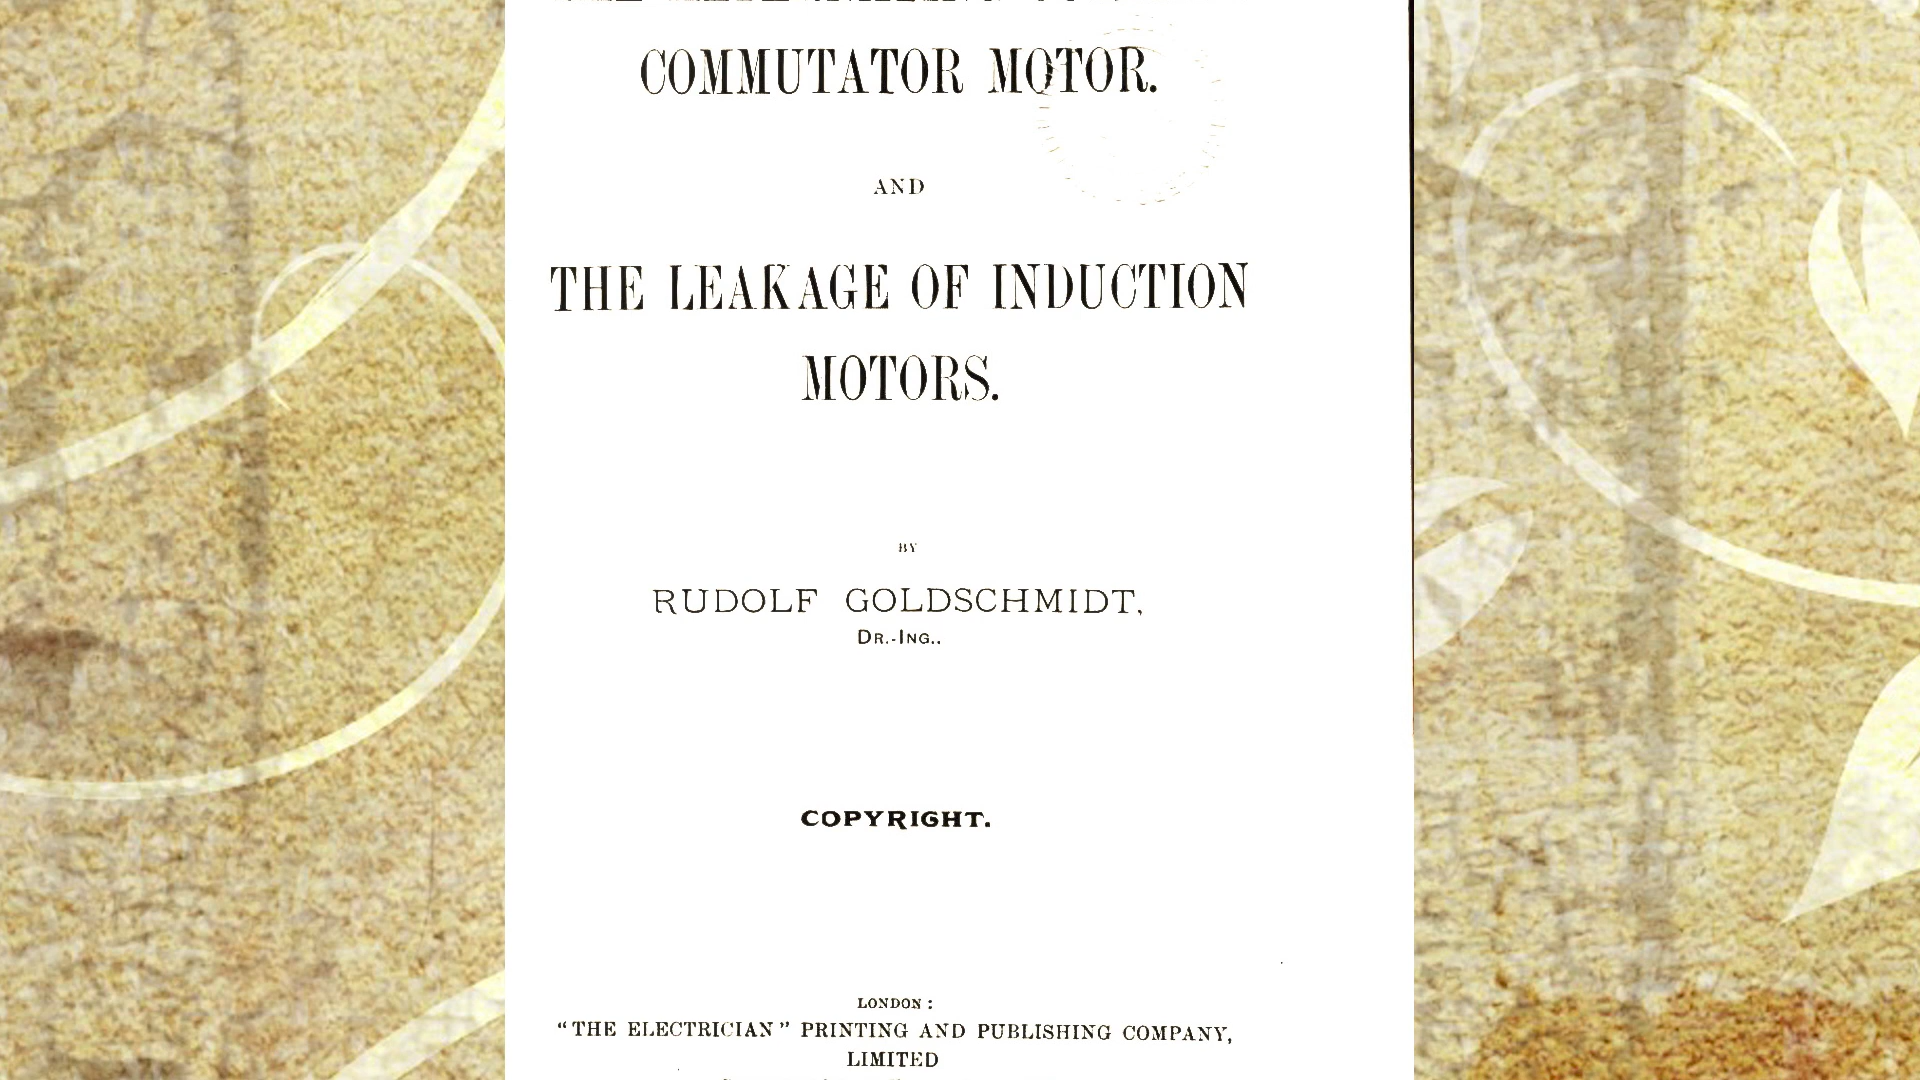 COMMUTATOR MOTOR.
AND
THE LEAKAGE OF INDUCTION
MOTORS.
BY
RUDOLF GOLDSCHMIDT,
DR.-ING..
COPYRIGHT.
LONDON :
"THE ELECTRICIAN" PRINTING AND PUBLISHING COMPANY,
LIMITED